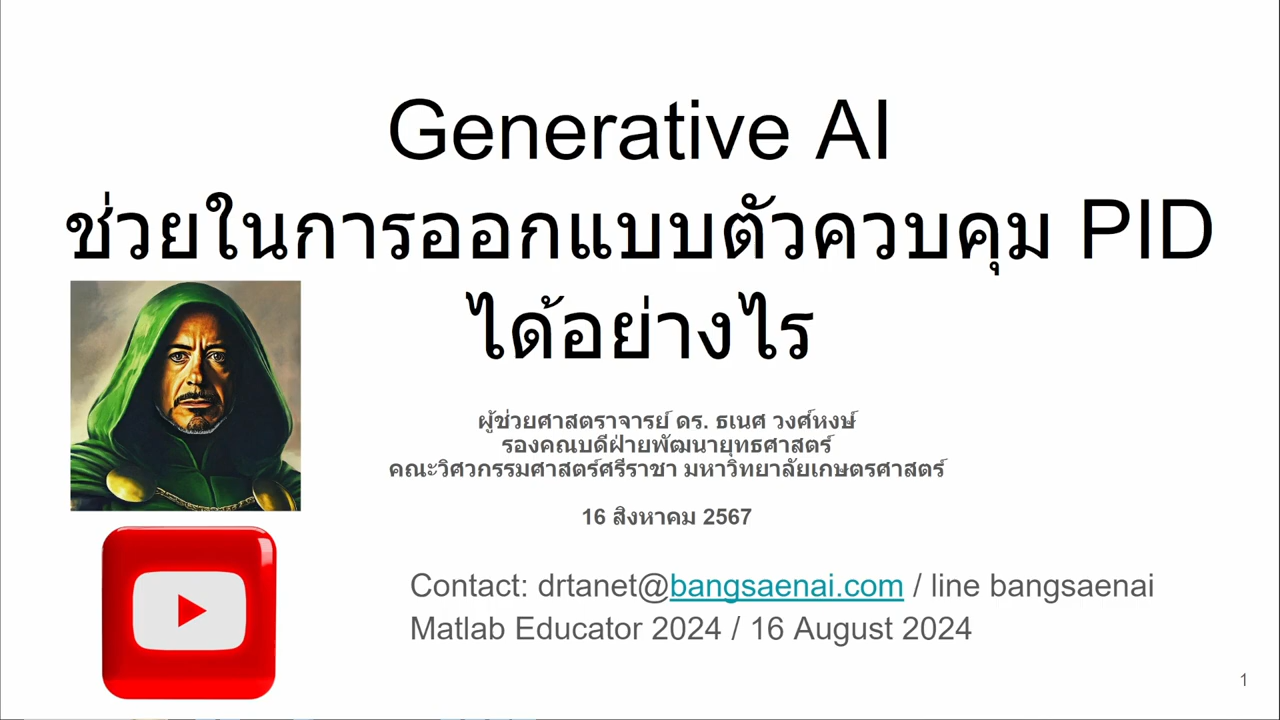 Generative AI
ช่วยในการออกแบบตัวควบคุม PID
ได้อย่างไร
ผู้ช่วยศาสตราจารย์ ดร. ธเนศ วงศ์หงษ์
รองคณบดีฝ่ายพัฒนายุทธศาสตร์
คณะวิศวกรรมศาสตร์ศรีราชา มหาวิทยาลัยเกษตรศาสตร์
16 สิงหาคม 2567
Contact: drtanet@bangsaenai.com / line bangsaenai
Matlab Educator 2024 / 16 August 2024
1